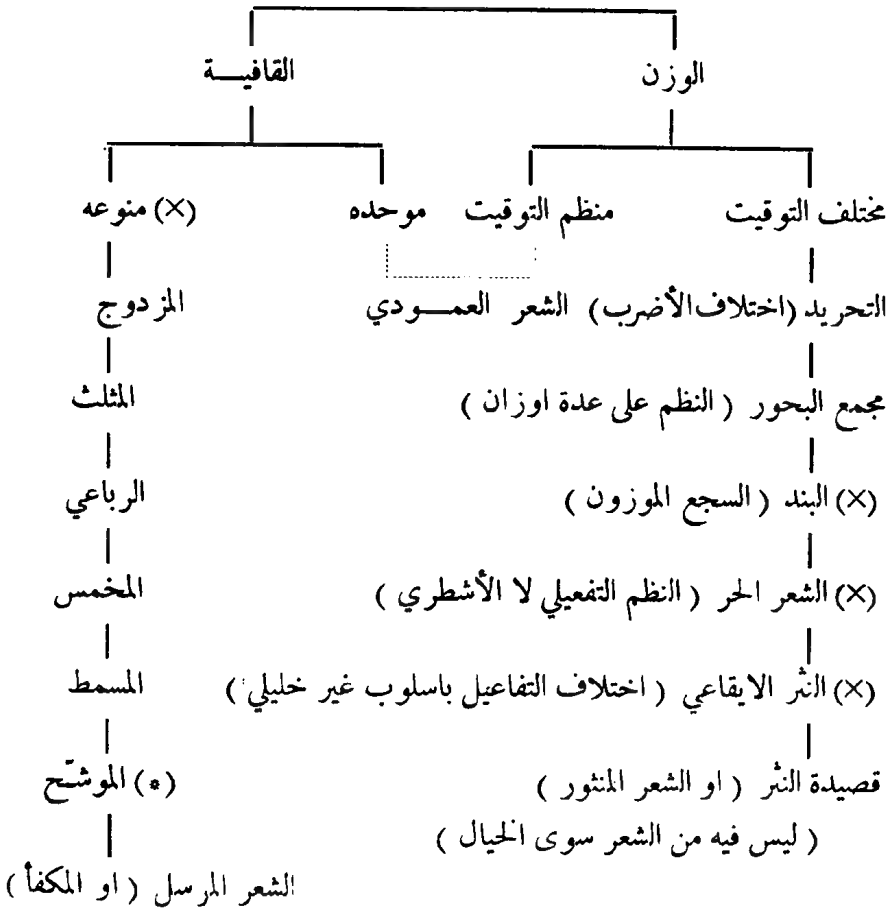 الوزن القافيـــة
مختلف التوقيت منظم التوقيت موحده (×) منوعه
التحريد (اختلاف الأضرب) الشعر العمـــودي المزدوج
مجمع البحور ( النظم على عدة اوزان ) المثلث
(×) البند ( السجع الموزون ) الرباعي
(×) الشعر الحر ( النظم التفعيلي لا الأشطري ) المخمس
(×) النثر الايقاعي ( اختلاف التفاعيل باسلوب غير خليلي ) المسمط
قصيدة النثر ( او الشعر المنثور ) (*) الموشّح
( ليس فيه من الشعر سوى الخيال )
الشعر المرسل ( او المكفأ )